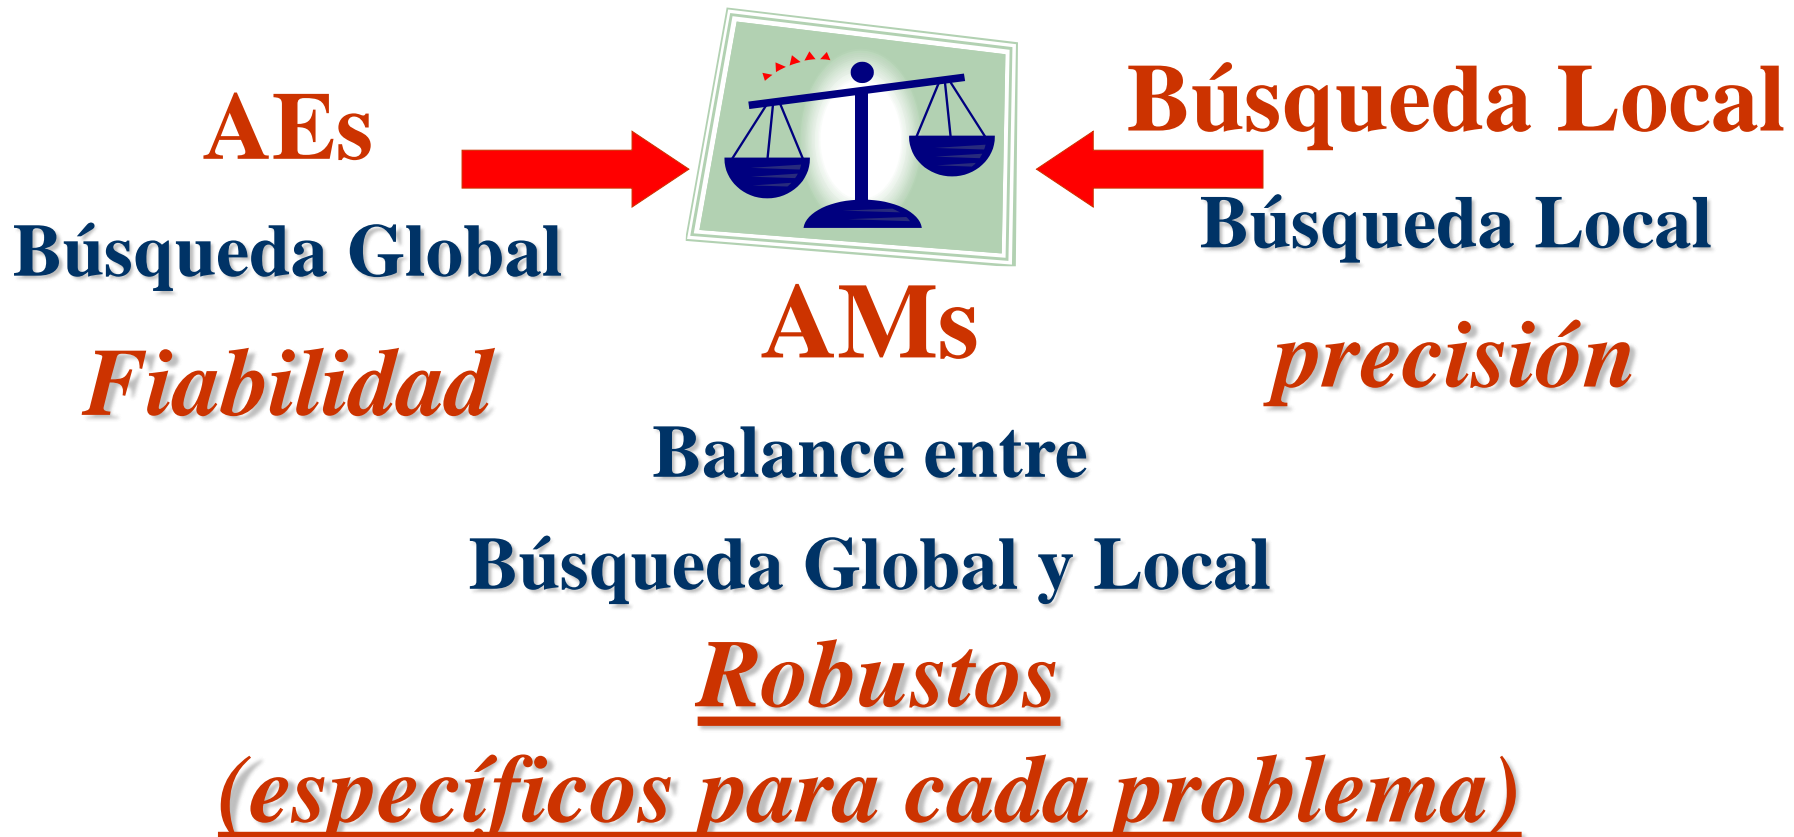 AEs
Búsqueda Global
Fiabilidad
Búsqueda Local
Búsqueda Local
precisión
AMs
Balance entre
Búsqueda Global y Local
Robustos
(específicos para cada problema)